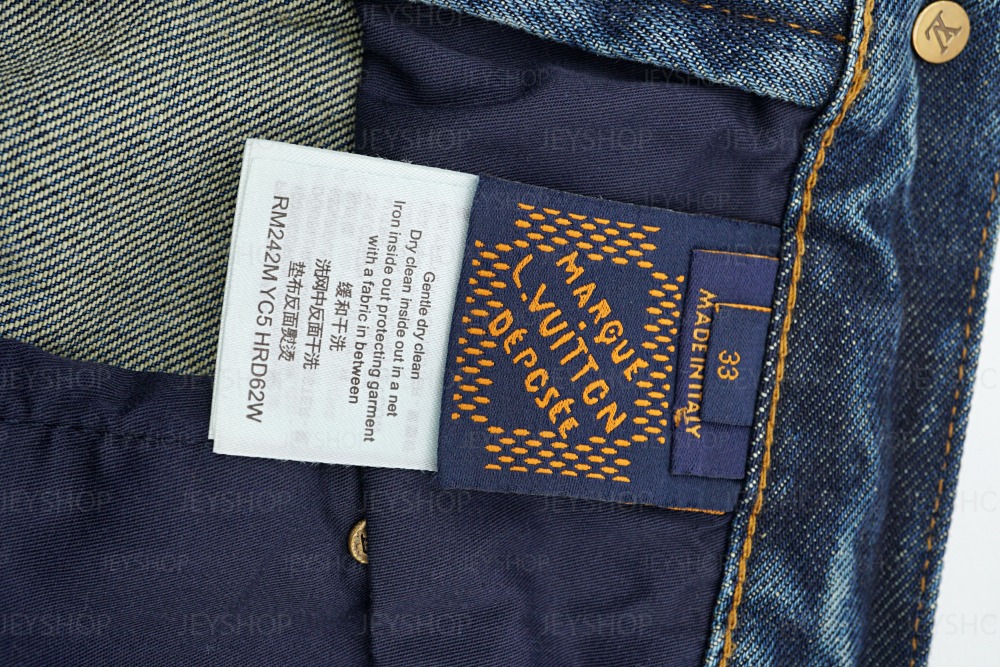 Gentle dry clean
Dry clean inside out in a net
Iron inside out protecting garment
with a fabric in between
缓和干洗
洗网中反面干洗
垫布反面熨烫
RM242M YC5 HRD62W
MARQUE
L.VUITTON
DÉPOSÉE
MADE IN ITALY
33
JEYSHOP